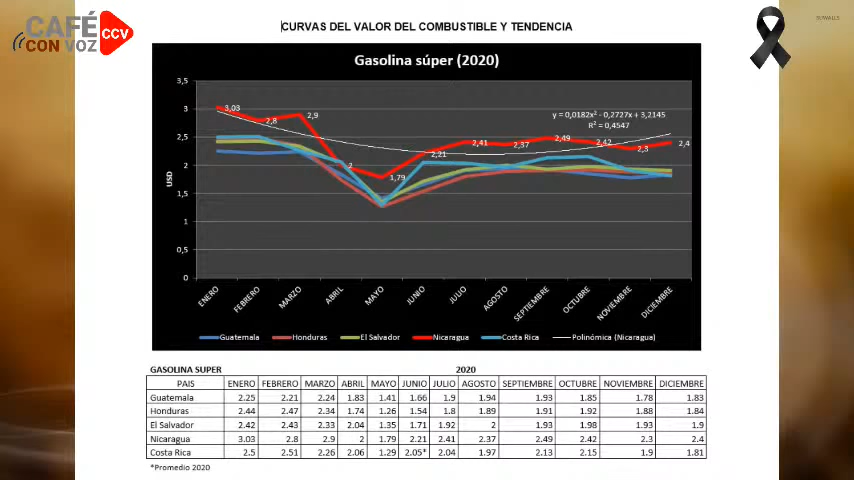 CAFÉ
CON VOZ
CCV
CURVAS DEL VALOR DEL COMBUSTIBLE Y TENDENCIA
Gasolina súper (2020)
3,5
3
2,5
2
1,5
1
0,5
0
USD
3,03
2,8
2,9
2
1,79
2,21
2,41
2,37
2,49
2,42
2,3
2,4
y = 0,0182x² - 0,2727x + 3,2145
R² = 0,4547
ENERO
FEBRERO
MARZO
ABRIL
MAYO
JUNIO
JULIO
AGOSTO
SEPTIEMBRE
OCTUBRE
NOVIEMBRE
DICIEMBRE
Guatemala Honduras El Salvador Nicaragua Costa Rica Polinómica (Nicaragua)
GASOLINA SUPER 2020
PAIS ENERO FEBRERO MARZO ABRIL MAYO JUNIO JULIO AGOSTO SEPTIEMBRE OCTUBRE NOVIEMBRE DICIEMBRE
Guatemala 2.25 2.21 2.24 1.83 1.41 1.66 1.9 1.94 1.93 1.85 1.78 1.83
Honduras 2.44 2.47 2.34 1.74 1.26 1.54 1.8 1.89 1.91 1.92 1.88 1.84
El Salvador 2.42 2.43 2.33 2.04 1.35 1.71 1.92 2 1.93 1.98 1.93 1.9
Nicaragua 3.03 2.8 2.9 2 1.79 2.21 2.41 2.37 2.49 2.42 2.3 2.4
Costa Rica 2.5 2.51 2.26 2.06 1.29 2.05* 2.04 1.97 2.13 2.15 1.9 1.81
*Promedio 2020